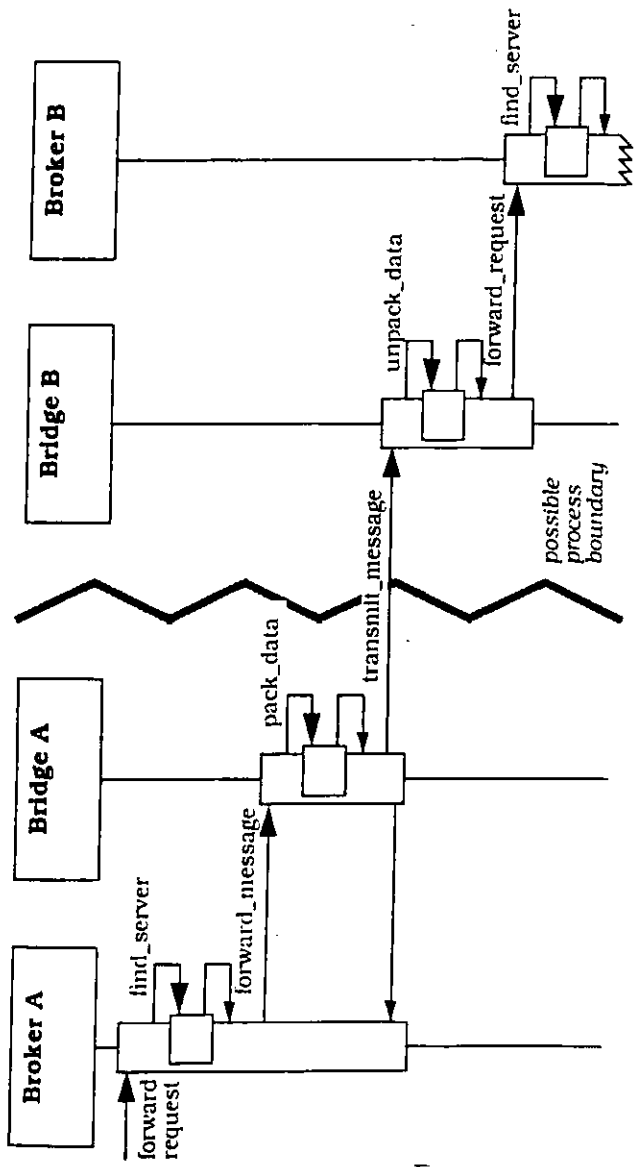 Broker A
Bridge A
Bridge B
Broker B
forward
request
find_server
forward_message
pack_data
transmit_message
possible
process
boundary
unpack_data
forward_request
find_server